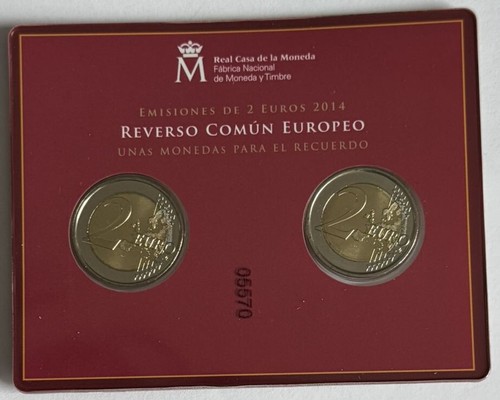 M
Real Casa de la Moneda
Fábrica Nacional
de Moneda y Timbre
EMISIONES DE 2 EUROS 2014
REVERSO COMÚN EUROPEO
UNAS MONEDAS PARA EL RECUERDO
2 EURO
2 EURO
05570